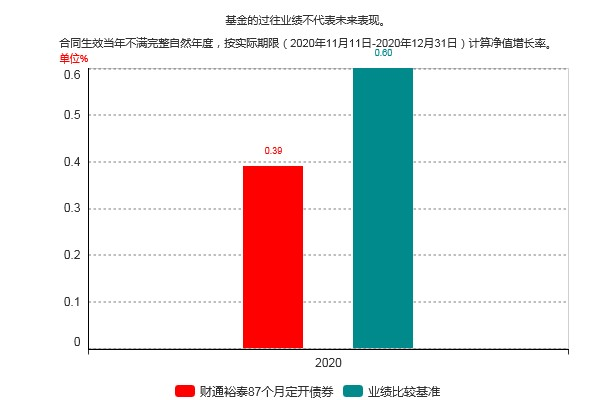 基金的过往业绩不代表未来表现。
合同生效当年不满完整自然年度，按实际期限（2020年11月11日-2020年12月31日）计算净值增长率。
单位%
0.60
0.6
0.5
0.39
0.4
0.3
0.2
0.1
0
2020
财通裕泰87个月定开债券 业绩比较基准